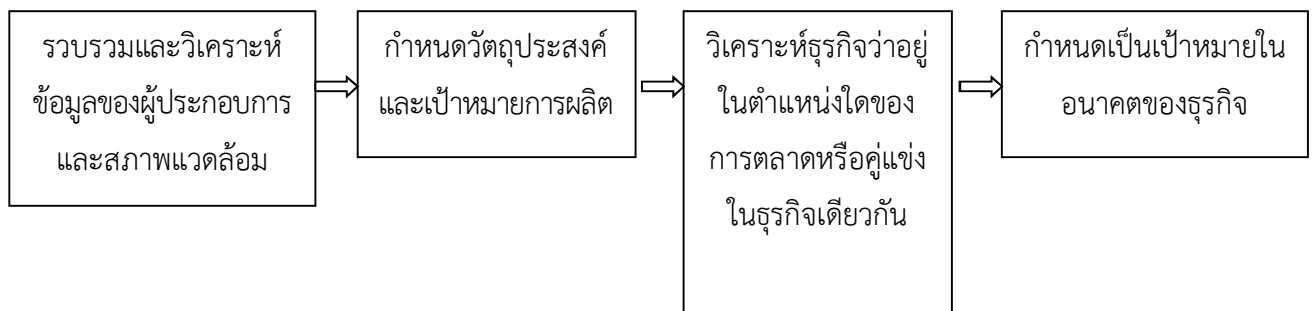 รวบรวมและวิเคราะห์
ข้อมูลของผู้ประกอบการ
และสภาพแวดล้อม
กำหนดวัตถุประสงค์
และเป้าหมายการผลิต
วิเคราะห์ธุรกิจว่าอยู่
ในตำแหน่งใดของ
การตลาดหรือคู่แข่ง
ในธุรกิจเดียวกัน
กำหนดเป็นเป้าหมายใน
อนาคตของธุรกิจ